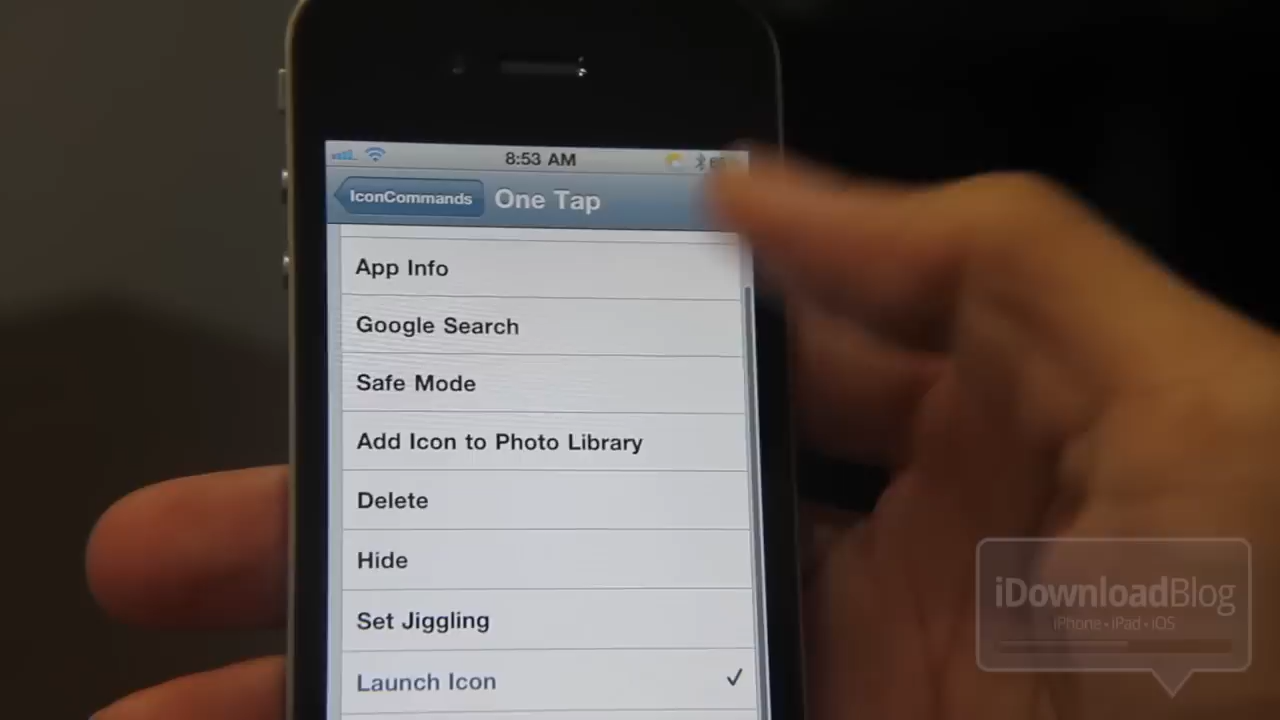 8:53 AM
IconCommands
One Tap
App Info
Google Search
Safe Mode
Add Icon to Photo Library
Delete
Hide
Set Jiggling
Launch Icon
iDownloadBlog
iPhone • iPad • iOS